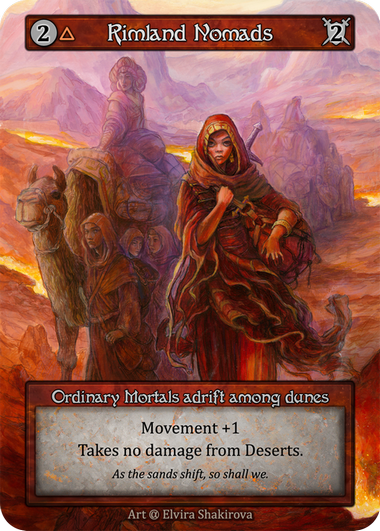 2 Rimland Nomads 2
Ordinary Mortals adrift among dunes
Movement +1
Takes no damage from Deserts.
As the sands shift, so shall we.
Art @ Elvira Shakirova